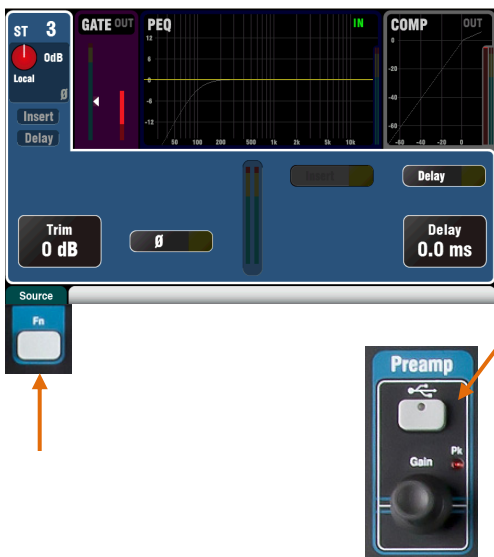 ST 3
0dB
Local
Ø
Insert
Delay
GATE OUT
PEQ IN
12
6
0
-6
-12
50 100 200 500 1k 2k 5k 10k
COMP OUT
0
-20
-40
-60
-60 -40 -20 0
Insert
Delay
Trim
0 dB
Ø
Delay
0.0 ms
Source
Fn
Preamp
Pk
Gain